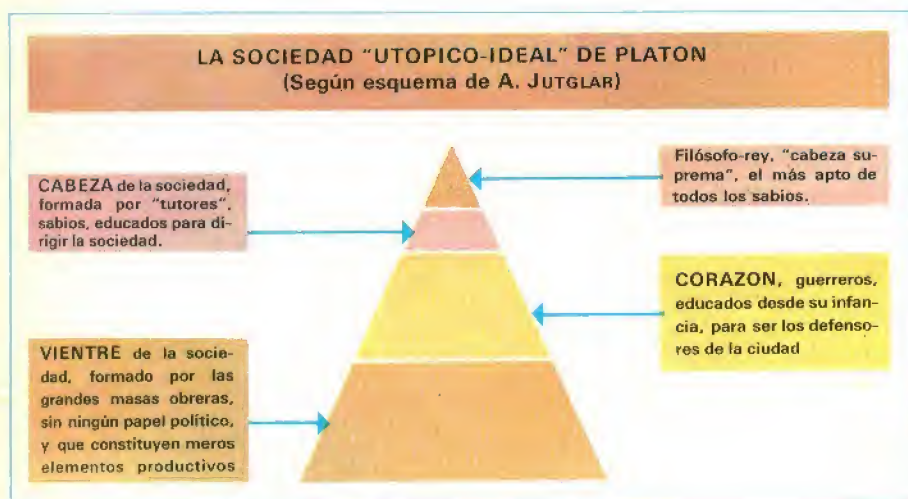 LA SOCIEDAD "UTOPICO-IDEAL" DE PLATON
(Según esquema de A. JUTGLAR)
CABEZA de la sociedad,
formada por "tutores",
sabios, educados para di-
rigir la sociedad.
Filósofo-rey, "cabeza su-
prema", el más apto de
todos los sabios.
CORAZON, guerreros,
educados desde su infan-
cia, para ser los defenso-
res de la ciudad
VIENTRE de la socie-
dad, formado por las
grandes masas obreras,
sin ningún papel político,
y que constituyen meros
elementos productivos